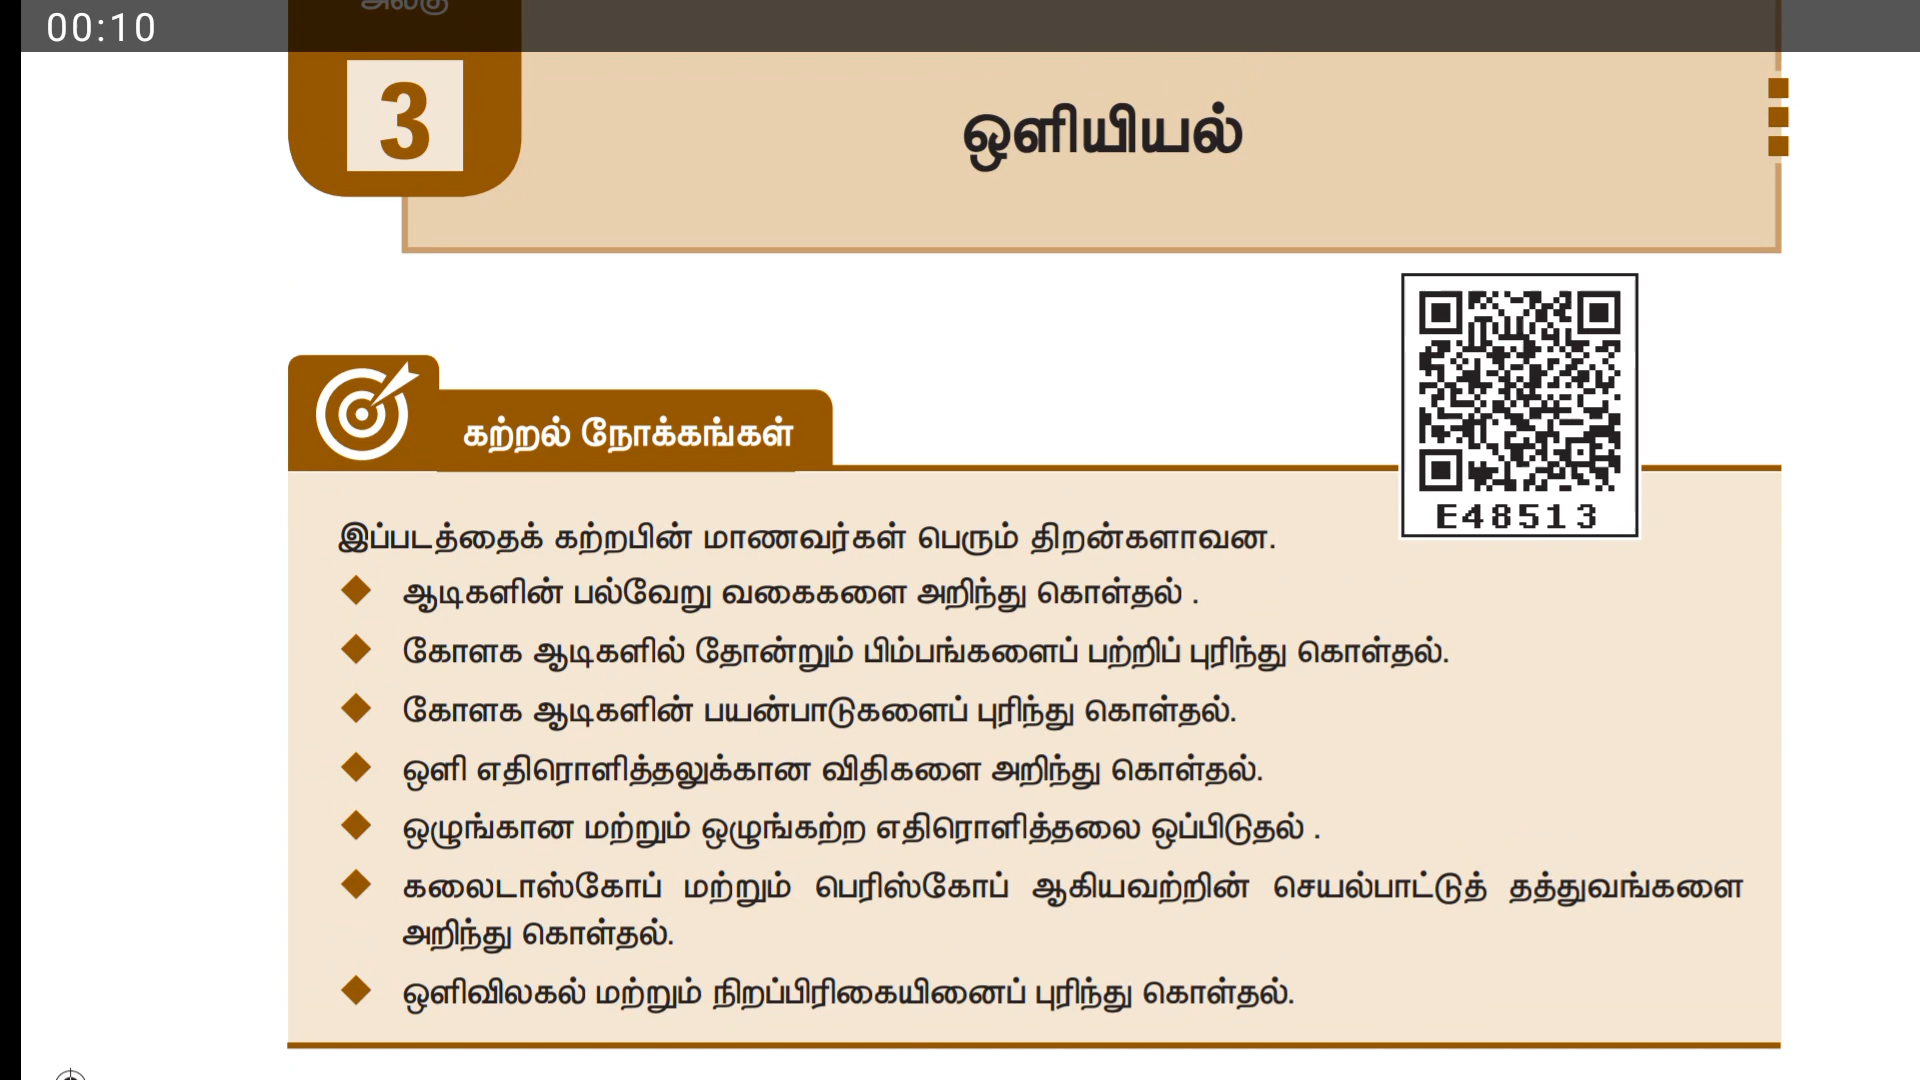 00:10
அலகு
3
ஒளியியல்
E48513
கற்றல் நோக்கங்கள்
இப்படத்தைக் கற்றபின் மாணவர்கள் பெரும் திறன்களாவன.
ஆடிகளின் பல்வேறு வகைகளை அறிந்து கொள்தல் .
கோளக ஆடிகளில் தோன்றும் பிம்பங்களைப் பற்றிப் புரிந்து கொள்தல்.
கோளக ஆடிகளின் பயன்பாடுகளைப் புரிந்து கொள்தல்.
ஒளி எதிரொளித்தலுக்கான விதிகளை அறிந்து கொள்தல்.
ஒழுங்கான மற்றும் ஒழுங்கற்ற எதிரொளித்தலை ஒப்பிடுதல் .
கலைடாஸ்கோப் மற்றும் பெரிஸ்கோப் ஆகியவற்றின் செயல்பாட்டுத் தத்துவங்களை
அறிந்து கொள்தல்.
ஒளிவிலகல் மற்றும் நிறப்பிரிகையினைப் புரிந்து கொள்தல்.